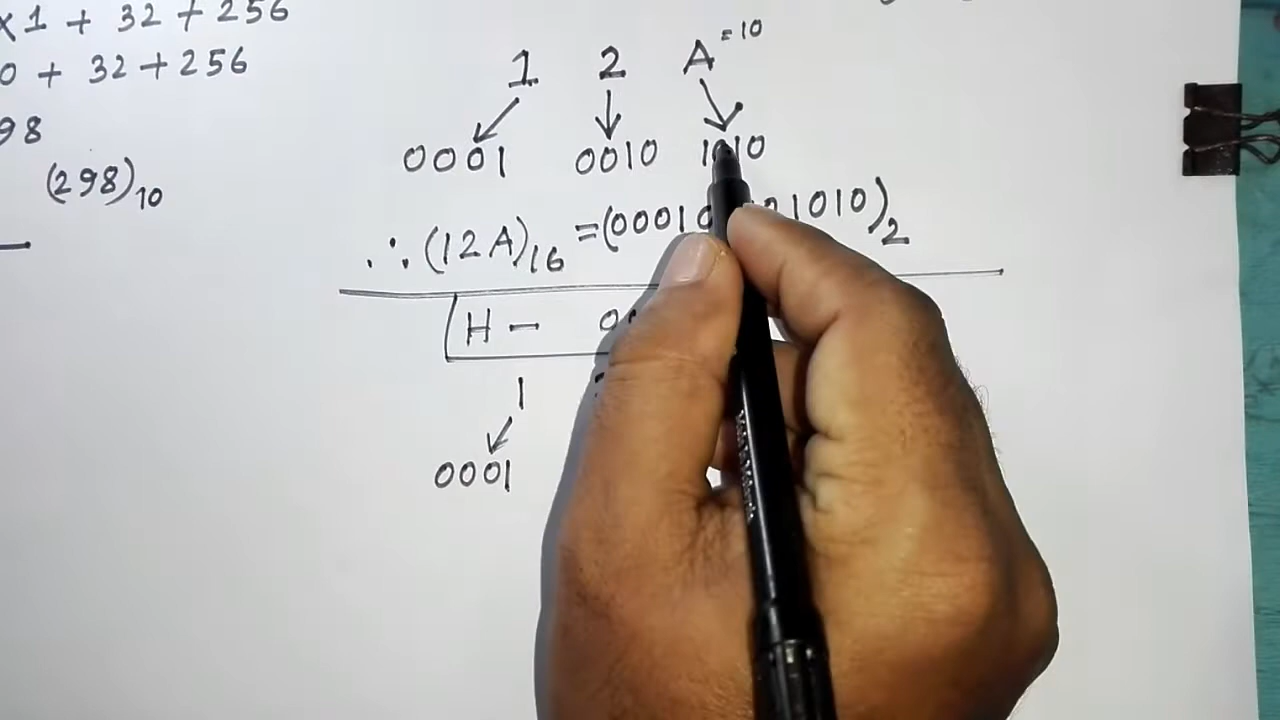 x1 + 32 + 256
0 + 32 + 256
98
(298)10
1 2 A =10
0001 0010 1010
∴ (12A)16 = (00010 1010)2
H -
1
0001